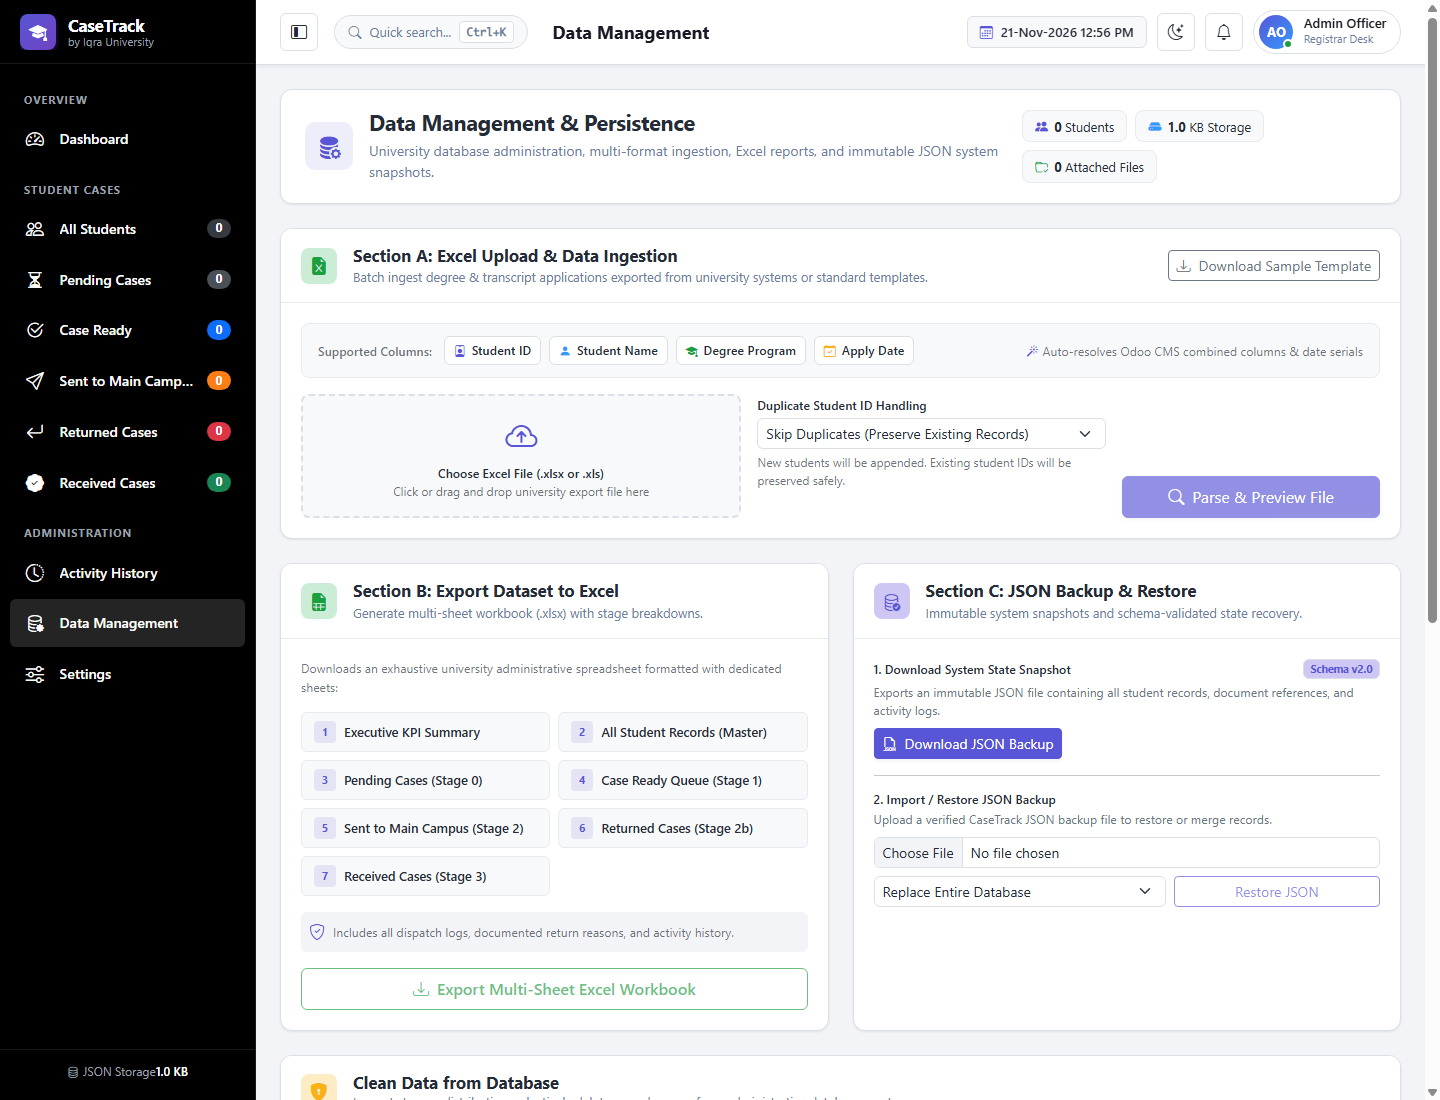 CaseTrack
by Iqra University
Quick search... Ctrl+K
Data Management
21-Nov-2026 12:56 PM
AO
Admin Officer
Registrar Desk
OVERVIEW
Dashboard
STUDENT CASES
All Students 0
Pending Cases 0
Case Ready 0
Sent to Main Camp... 0
Returned Cases 0
Received Cases 0
ADMINISTRATION
Activity History
Data Management
Settings
JSON Storage1.0 KB
Data Management & Persistence
University database administration, multi-format ingestion, Excel reports, and immutable JSON system
snapshots.
0 Students
1.0 KB Storage
0 Attached Files
Section A: Excel Upload & Data Ingestion
Batch ingest degree & transcript applications exported from university systems or standard templates.
Download Sample Template
Supported Columns: Student ID Student Name Degree Program Apply Date
Auto-resolves Odoo CMS combined columns & date serials
Choose Excel File (.xlsx or .xls)
Click or drag and drop university export file here
Duplicate Student ID Handling
Skip Duplicates (Preserve Existing Records)
New students will be appended. Existing student IDs will be
preserved safely.
Parse & Preview File
Section B: Export Dataset to Excel
Generate multi-sheet workbook (.xlsx) with stage breakdowns.
Downloads an exhaustive university administrative spreadsheet formatted with dedicated
sheets:
1 Executive KPI Summary
2 All Student Records (Master)
3 Pending Cases (Stage 0)
4 Case Ready Queue (Stage 1)
5 Sent to Main Campus (Stage 2)
6 Returned Cases (Stage 2b)
7 Received Cases (Stage 3)
Includes all dispatch logs, documented return reasons, and activity history.
Export Multi-Sheet Excel Workbook
Section C: JSON Backup & Restore
Immutable system snapshots and schema-validated state recovery.
1. Download System State Snapshot
Schema v2.0
Exports an immutable JSON file containing all student records, document references, and
activity logs.
Download JSON Backup
2. Import / Restore JSON Backup
Upload a verified CaseTrack JSON backup file to restore or merge records.
Choose File No file chosen
Replace Entire Database
Restore JSON
Clean Data from Database